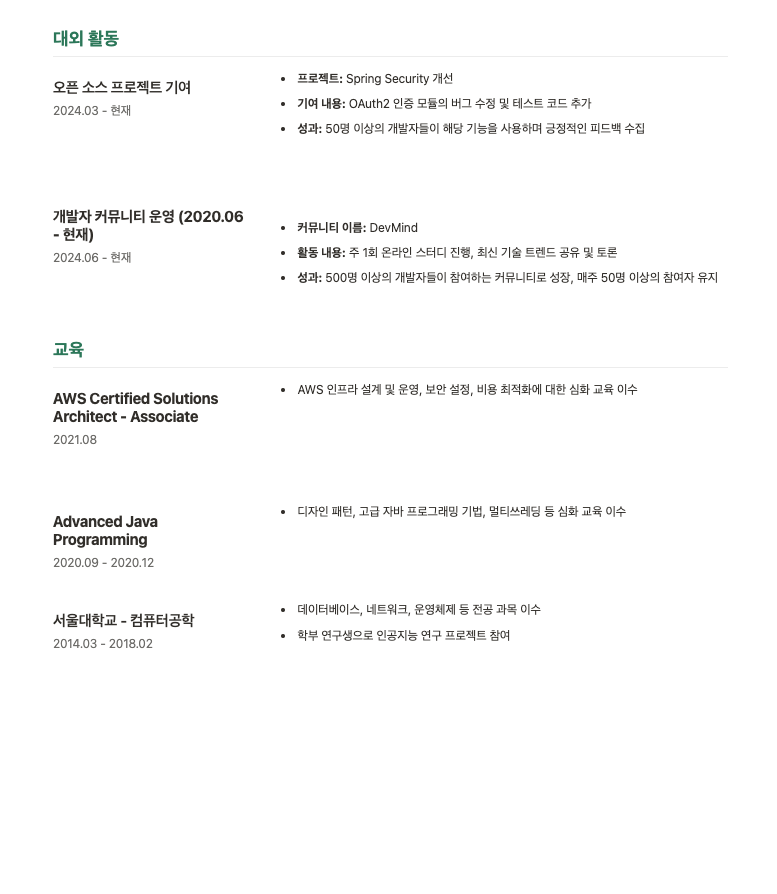 대외 활동
오픈 소스 프로젝트 기여
2024.03 - 현재
• 프로젝트: Spring Security 개선
• 기여 내용: OAuth2 인증 모듈의 버그 수정 및 테스트 코드 추가
• 성과: 50명 이상의 개발자들이 해당 기능을 사용하며 긍정적인 피드백 수집
개발자 커뮤니티 운영 (2020.06
- 현재)
2024.06 - 현재
• 커뮤니티 이름: DevMind
• 활동 내용: 주 1회 온라인 스터디 진행, 최신 기술 트렌드 공유 및 토론
• 성과: 500명 이상의 개발자들이 참여하는 커뮤니티로 성장, 매주 50명 이상의 참여자 유지
교육
AWS Certified Solutions
Architect - Associate
2021.08
• AWS 인프라 설계 및 운영, 보안 설정, 비용 최적화에 대한 심화 교육 이수
Advanced Java
Programming
2020.09 - 2020.12
• 디자인 패턴, 고급 자바 프로그래밍 기법, 멀티쓰레딩 등 심화 교육 이수
서울대학교 - 컴퓨터공학
2014.03 - 2018.02
• 데이터베이스, 네트워크, 운영체제 등 전공 과목 이수
• 학부 연구생으로 인공지능 연구 프로젝트 참여